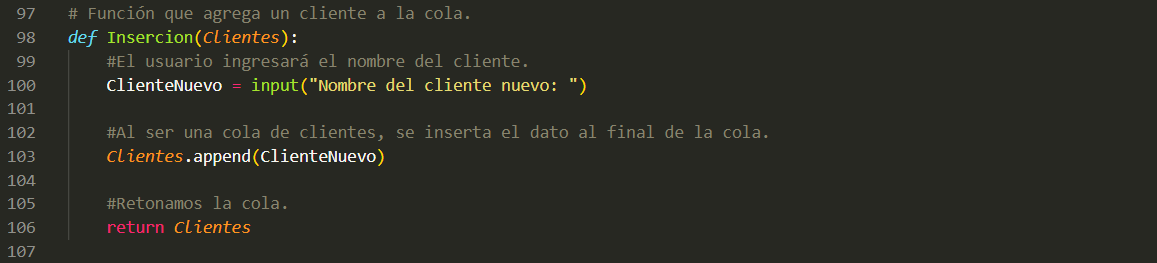 97 # Función que agrega un cliente a la cola.
98 def Insercion(Clientes):
99 #El usuario ingresará el nombre del cliente.
100 ClienteNuevo = input("Nombre del cliente nuevo: ")
101
102 #Al ser una cola de clientes, se inserta el dato al final de la cola.
103 Clientes.append(ClienteNuevo)
104
105 #Retonamos la cola.
106 return Clientes
107